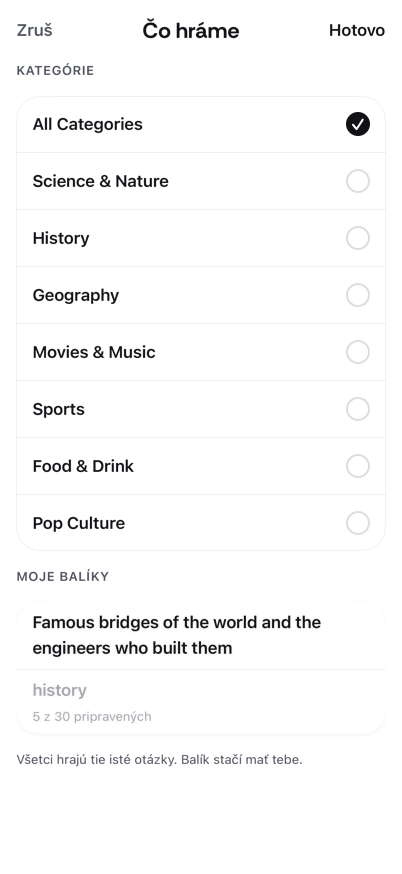 Zruš
Čo hráme
Hotovo
KATEGÓRIE
All Categories
Science & Nature
History
Geography
Movies & Music
Sports
Food & Drink
Pop Culture
MOJE BALÍKY
Famous bridges of the world and the
engineers who built them
history
5 z 30 pripravených
Všetci hrajú tie isté otázky. Balík stačí mať tebe.